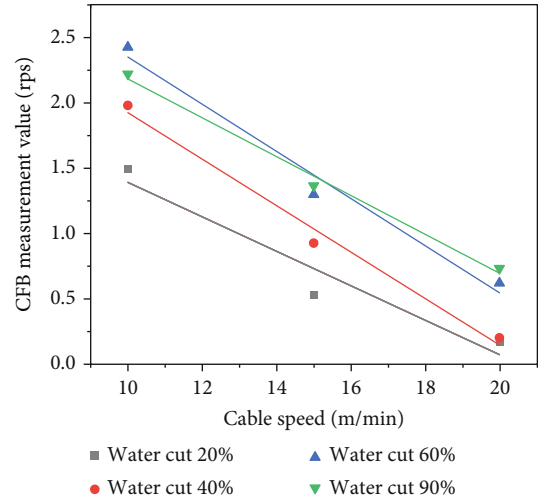 CFB measurement value (rps)
2.5
2.0
1.5
1.0
0.5
0.0
10 12 14 16 18 20
Cable speed (m/min)
Water cut 20% Water cut 60%
Water cut 40% Water cut 90%